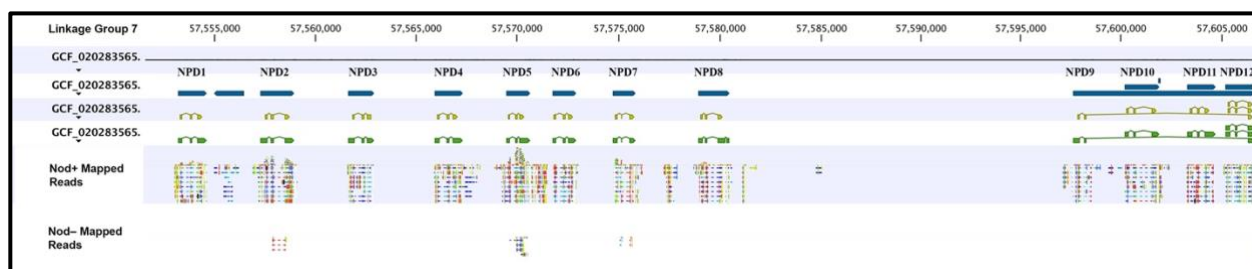 Linkage Group 7 57,555,000 57,560,000 57,565,000 57,570,000 57,575,000 57,580,000 57,585,000 57,590,000 57,595,000 57,600,000 57,605,000
GCF_020283565.
NPD1 NPD2 NPD3 NPD4 NPD5 NPD6 NPD7 NPD8 NPD9 NPD10 NPD11 NPD12
GCF_020283565.
GCF_020283565.
GCF_020283565.
Nod+ Mapped
Reads
Nod– Mapped
Reads